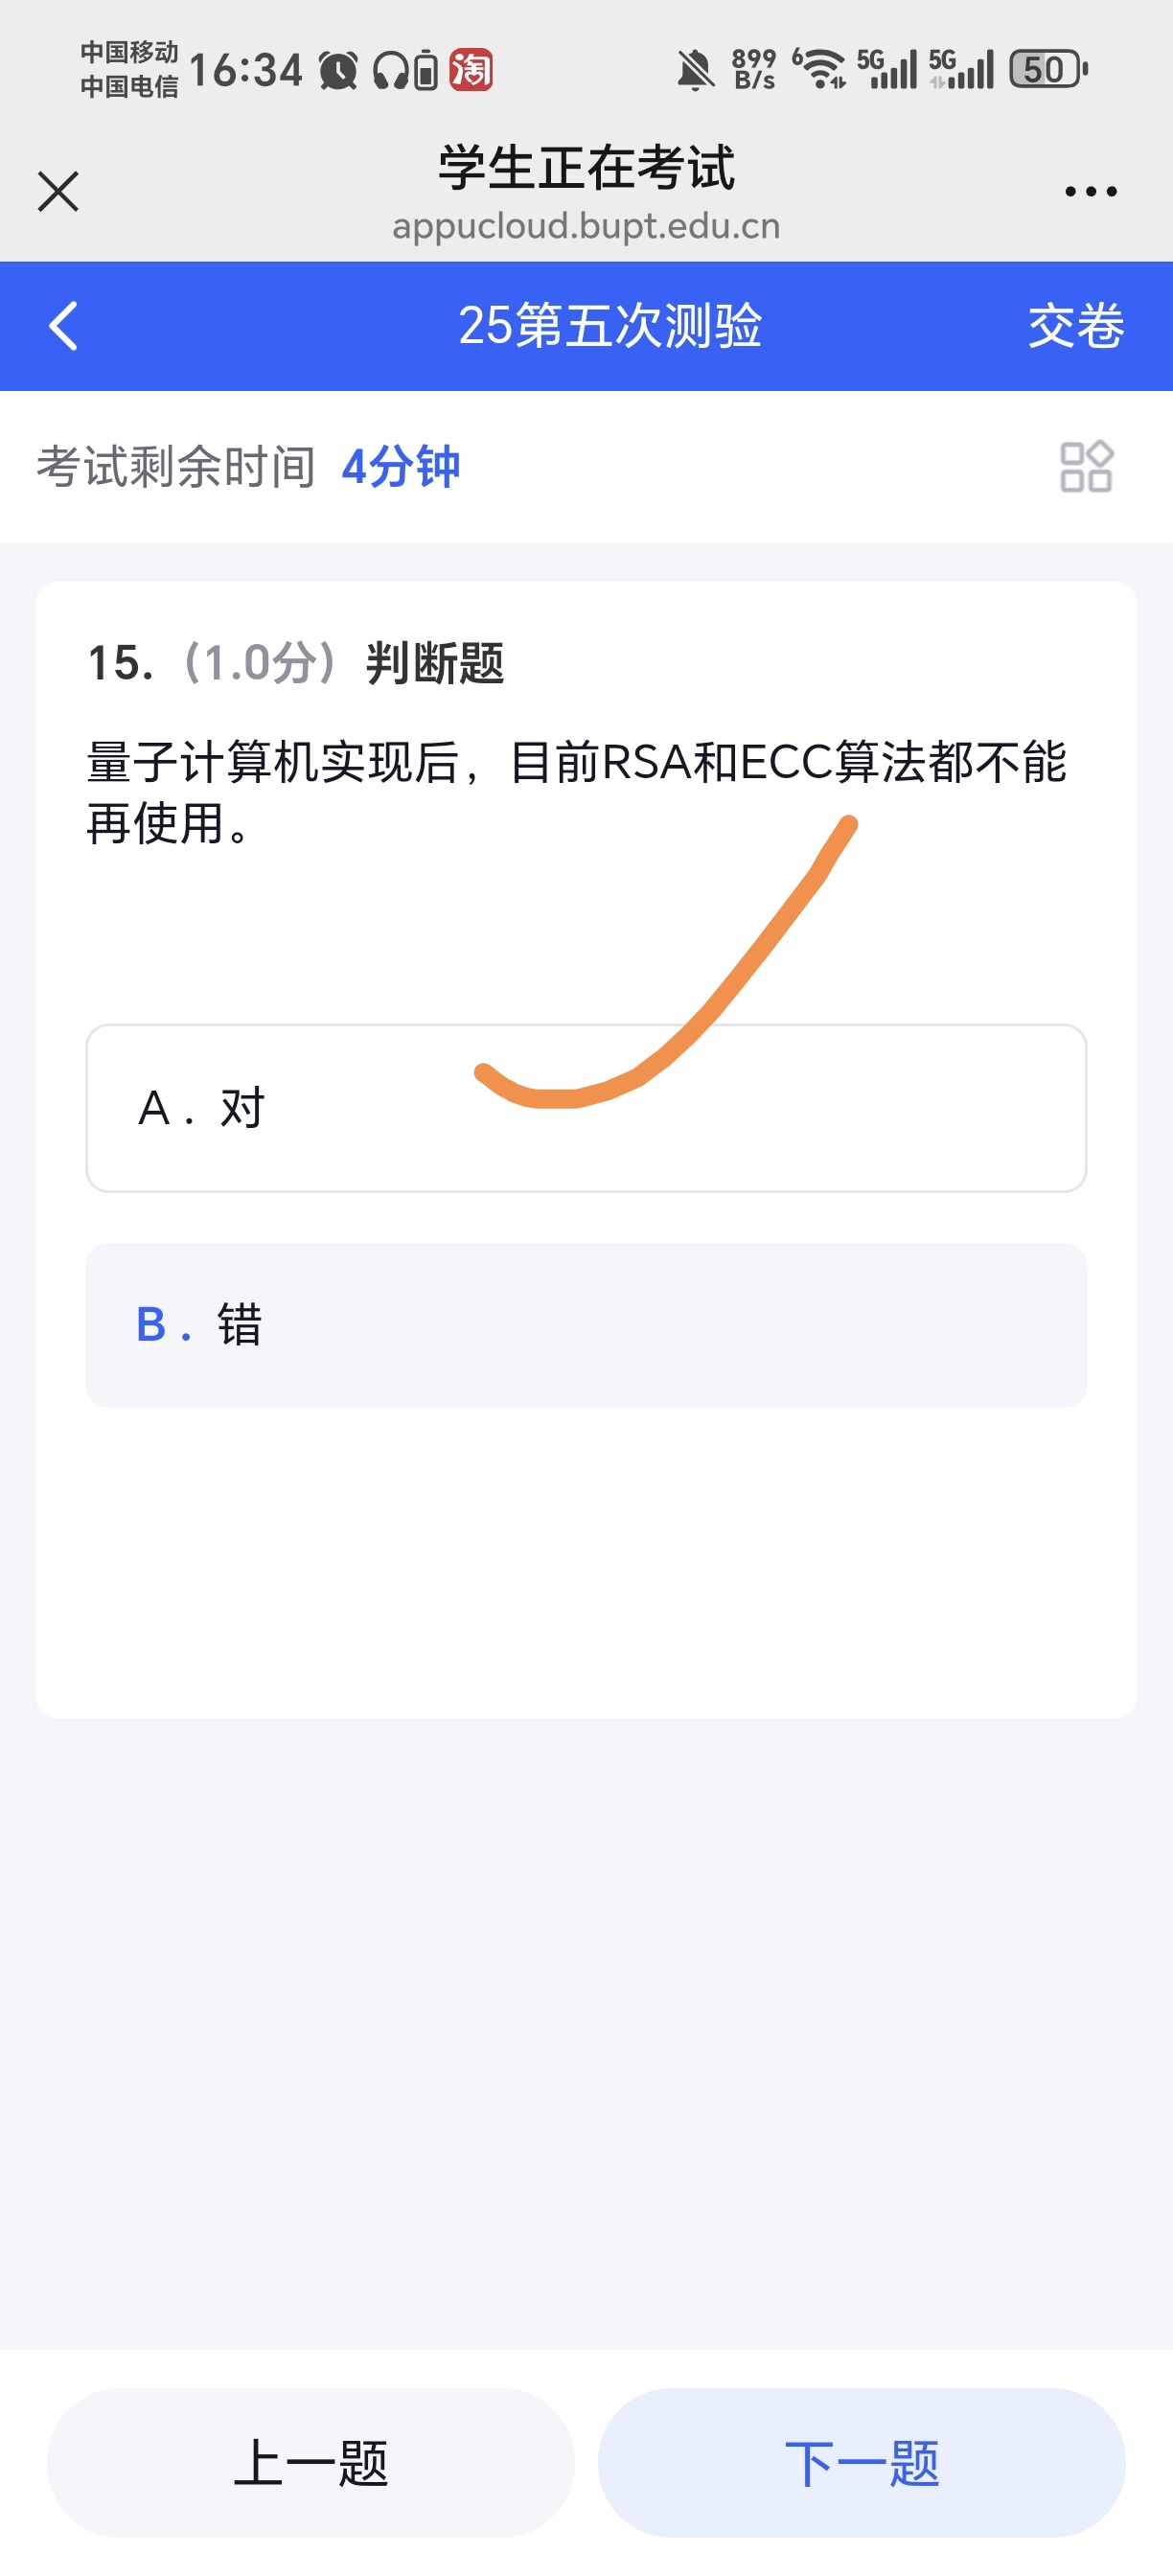 中国移动
中国电信
16:34
淘
899
B/s
6
5G
5G
50
学生正在考试
appucloud.bupt.edu.cn
25第五次测验
交卷
考试剩余时间 4分钟
15. (1.0分) 判断题
量子计算机实现后，目前RSA和ECC算法都不能
再使用。
A. 对
B. 错
上一题
下一题